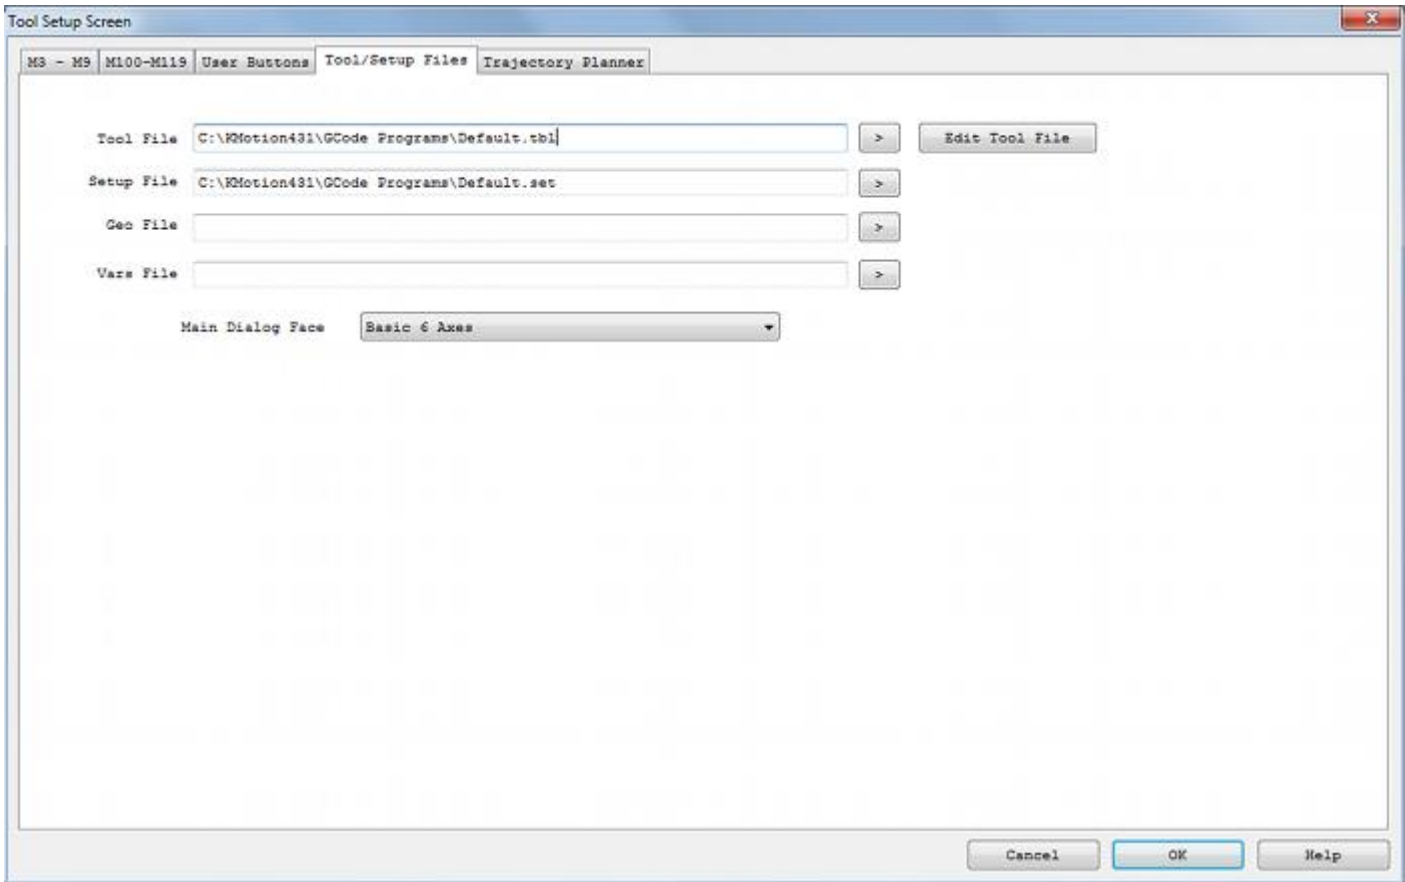 Tool Setup Screen
M3 - M9 M100-M119 User Buttons Tool/Setup Files Trajectory Planner
Tool File C:\KMotion431\GCode Programs\Default.tbl > Edit Tool File
Setup File C:\KMotion431\GCode Programs\Default.set >
Geo File >
Vars File >
Main Dialog Face Basic 6 Axes
Cancel OK Help